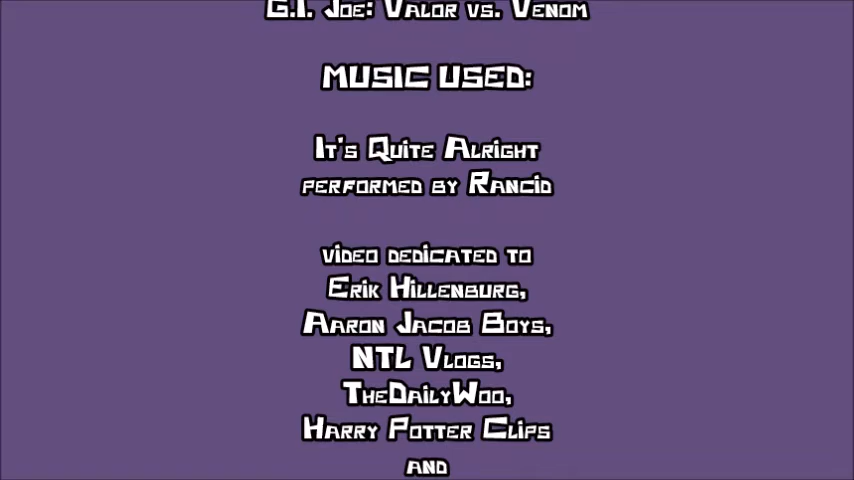 G.I. Joe: Valor vs. Venom
MUSIC USED:
It's Quite Alright
performed by Rancid
video dedicated to
Erik Hillenburg,
Aaron Jacob Boys,
NTL Vlogs,
TheDailyWoo,
Harry Potter Clips
and